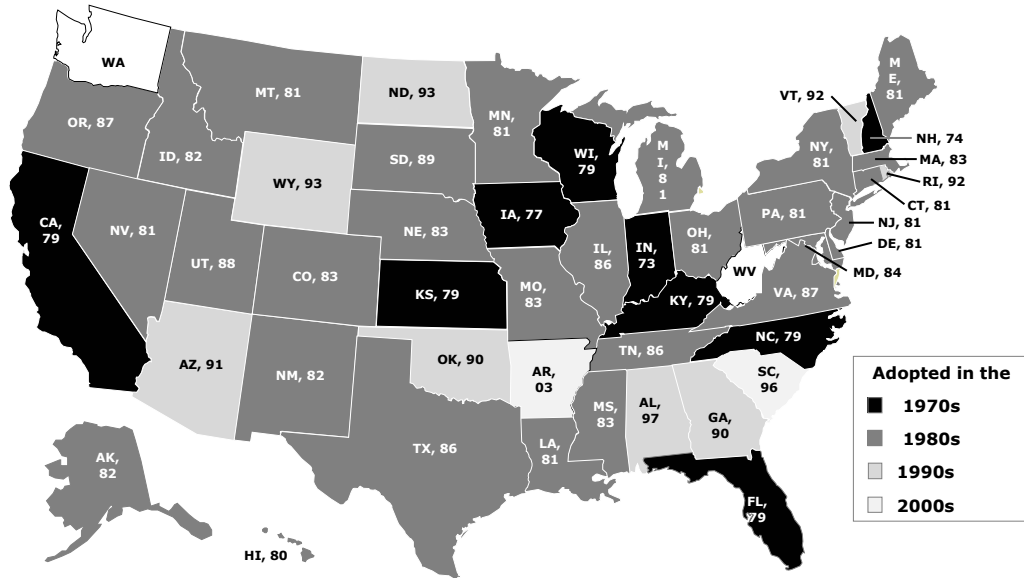 WA
MT, 81
ND, 93
OR, 87
ID, 82
WY, 93
SD, 89
MN,
81
WI,
79
M
I,
8
1
NY,
81
VT, 92
M
E,
81
NH, 74
MA, 83
RI, 92
CT, 81
NJ, 81
DE, 81
MD, 84
CA,
79
NV, 81
UT, 88
CO, 83
NE, 83
IA, 77
IL,
86
IN,
73
OH,
81
PA, 81
WV
VA, 87
KS, 79
MO,
83
KY, 79
NC, 79
TN, 86
SC,
96
AZ, 91
NM, 82
OK, 90
AR,
03
MS,
83
AL,
97
GA,
90
TX, 86
LA,
81
FL,
79
AK,
82
HI, 80
Adopted in the
1970s
1980s
1990s
2000s